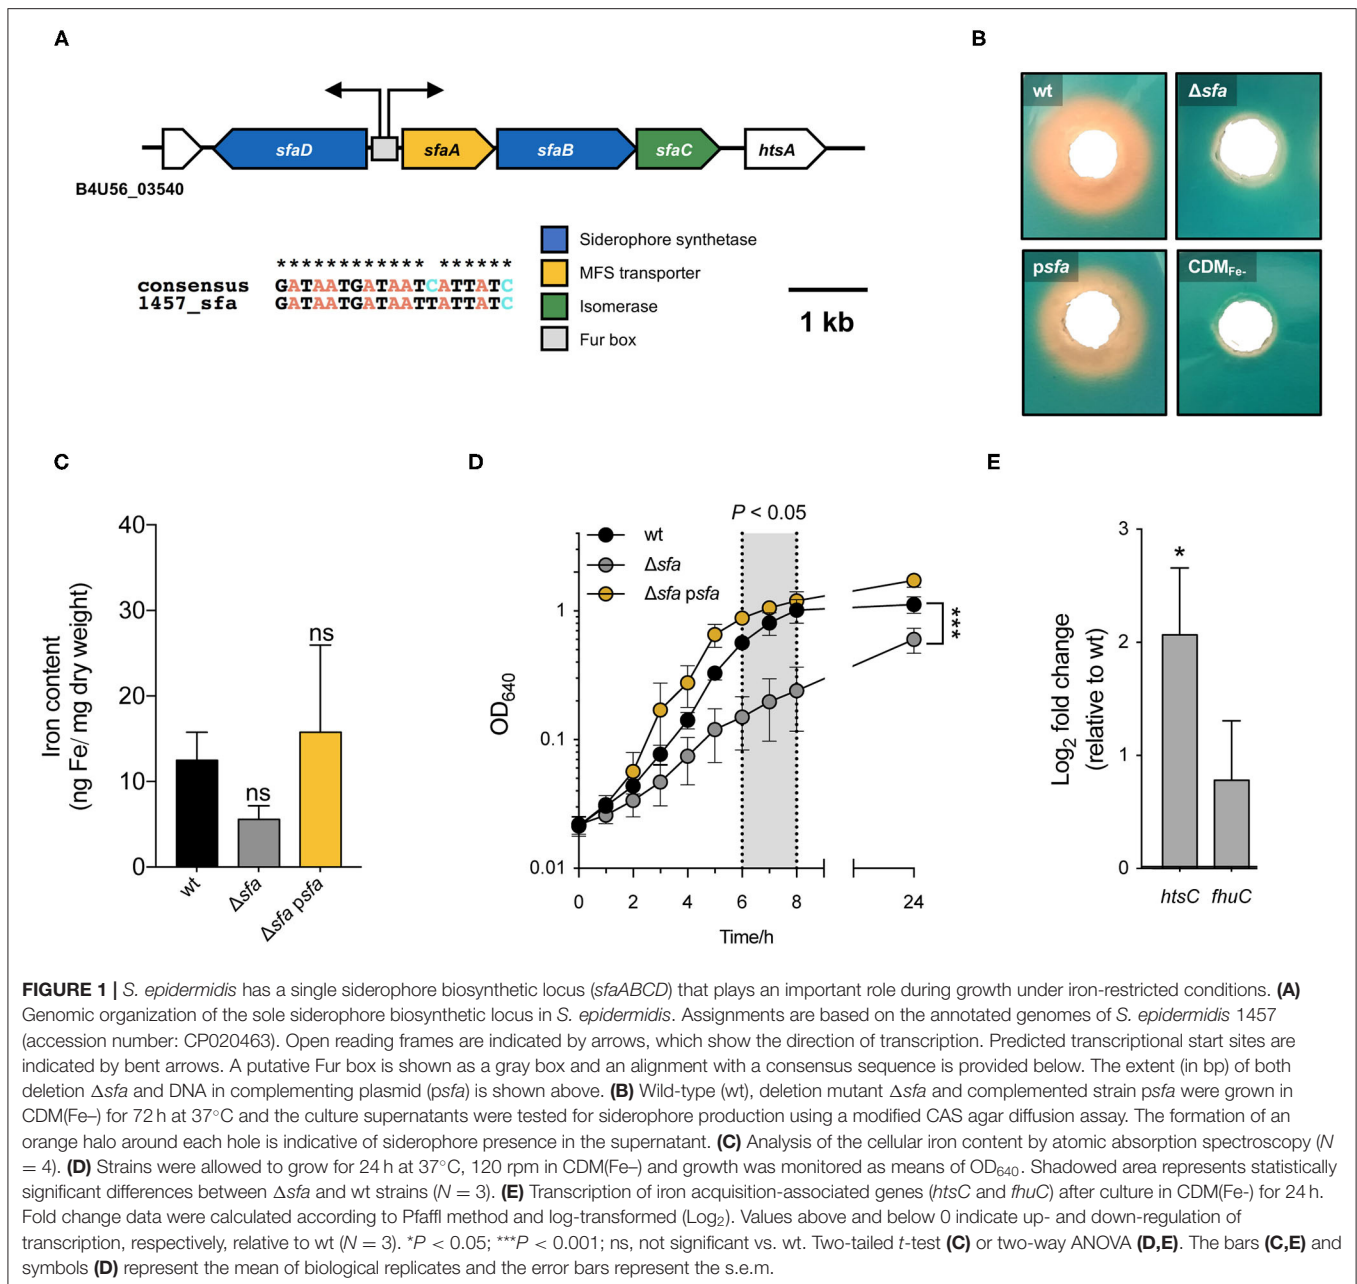 A
sfaD
sfaA
sfaB
sfaC
htsA
B4U56_03540
************ ******
consensus GATAATGATAATCATTATC
1457_sfa GATAATGATAATTATTATC
Siderophore synthetase
MFS transporter
Isomerase
Fur box
1 kb
B
wt
Δsfa
psfa
CDMFe-
C
Iron content
(ng Fe/ mg dry weight)
40
30
20
10
0
ns
ns
wt
Δsfa
Δsfa psfa
D
P < 0.05
wt
Δsfa
Δsfa psfa
OD640
1
0.1
0.01
***
0 2 4 6 8 24
Time/h
E
Log2 fold change
(relative to wt)
3
2
1
0
*
htsC fhuC
FIGURE 1 | S. epidermidis has a single siderophore biosynthetic locus (sfaABCD) that plays an important role during growth under iron-restricted conditions. (A)
Genomic organization of the sole siderophore biosynthetic locus in S. epidermidis. Assignments are based on the annotated genomes of S. epidermidis 1457
(accession number: CP020463). Open reading frames are indicated by arrows, which show the direction of transcription. Predicted transcriptional start sites are
indicated by bent arrows. A putative Fur box is shown as a gray box and an alignment with a consensus sequence is provided below. The extent (in bp) of both
deletion Δsfa and DNA in complementing plasmid (psfa) is shown above. (B) Wild-type (wt), deletion mutant Δsfa and complemented strain psfa were grown in
CDM(Fe–) for 72 h at 37°C and the culture supernatants were tested for siderophore production using a modified CAS agar diffusion assay. The formation of an
orange halo around each hole is indicative of siderophore presence in the supernatant. (C) Analysis of the cellular iron content by atomic absorption spectroscopy (N
= 4). (D) Strains were allowed to grow for 24 h at 37°C, 120 rpm in CDM(Fe–) and growth was monitored as means of OD640. Shadowed area represents statistically
significant differences between Δsfa and wt strains (N = 3). (E) Transcription of iron acquisition-associated genes (htsC and fhuC) after culture in CDM(Fe-) for 24 h.
Fold change data were calculated according to Pfaffl method and log-transformed (Log2). Values above and below 0 indicate up- and down-regulation of
transcription, respectively, relative to wt (N = 3). *P < 0.05; ***P < 0.001; ns, not significant vs. wt. Two-tailed t-test (C) or two-way ANOVA (D,E). The bars (C,E) and
symbols (D) represent the mean of biological replicates and the error bars represent the s.e.m.